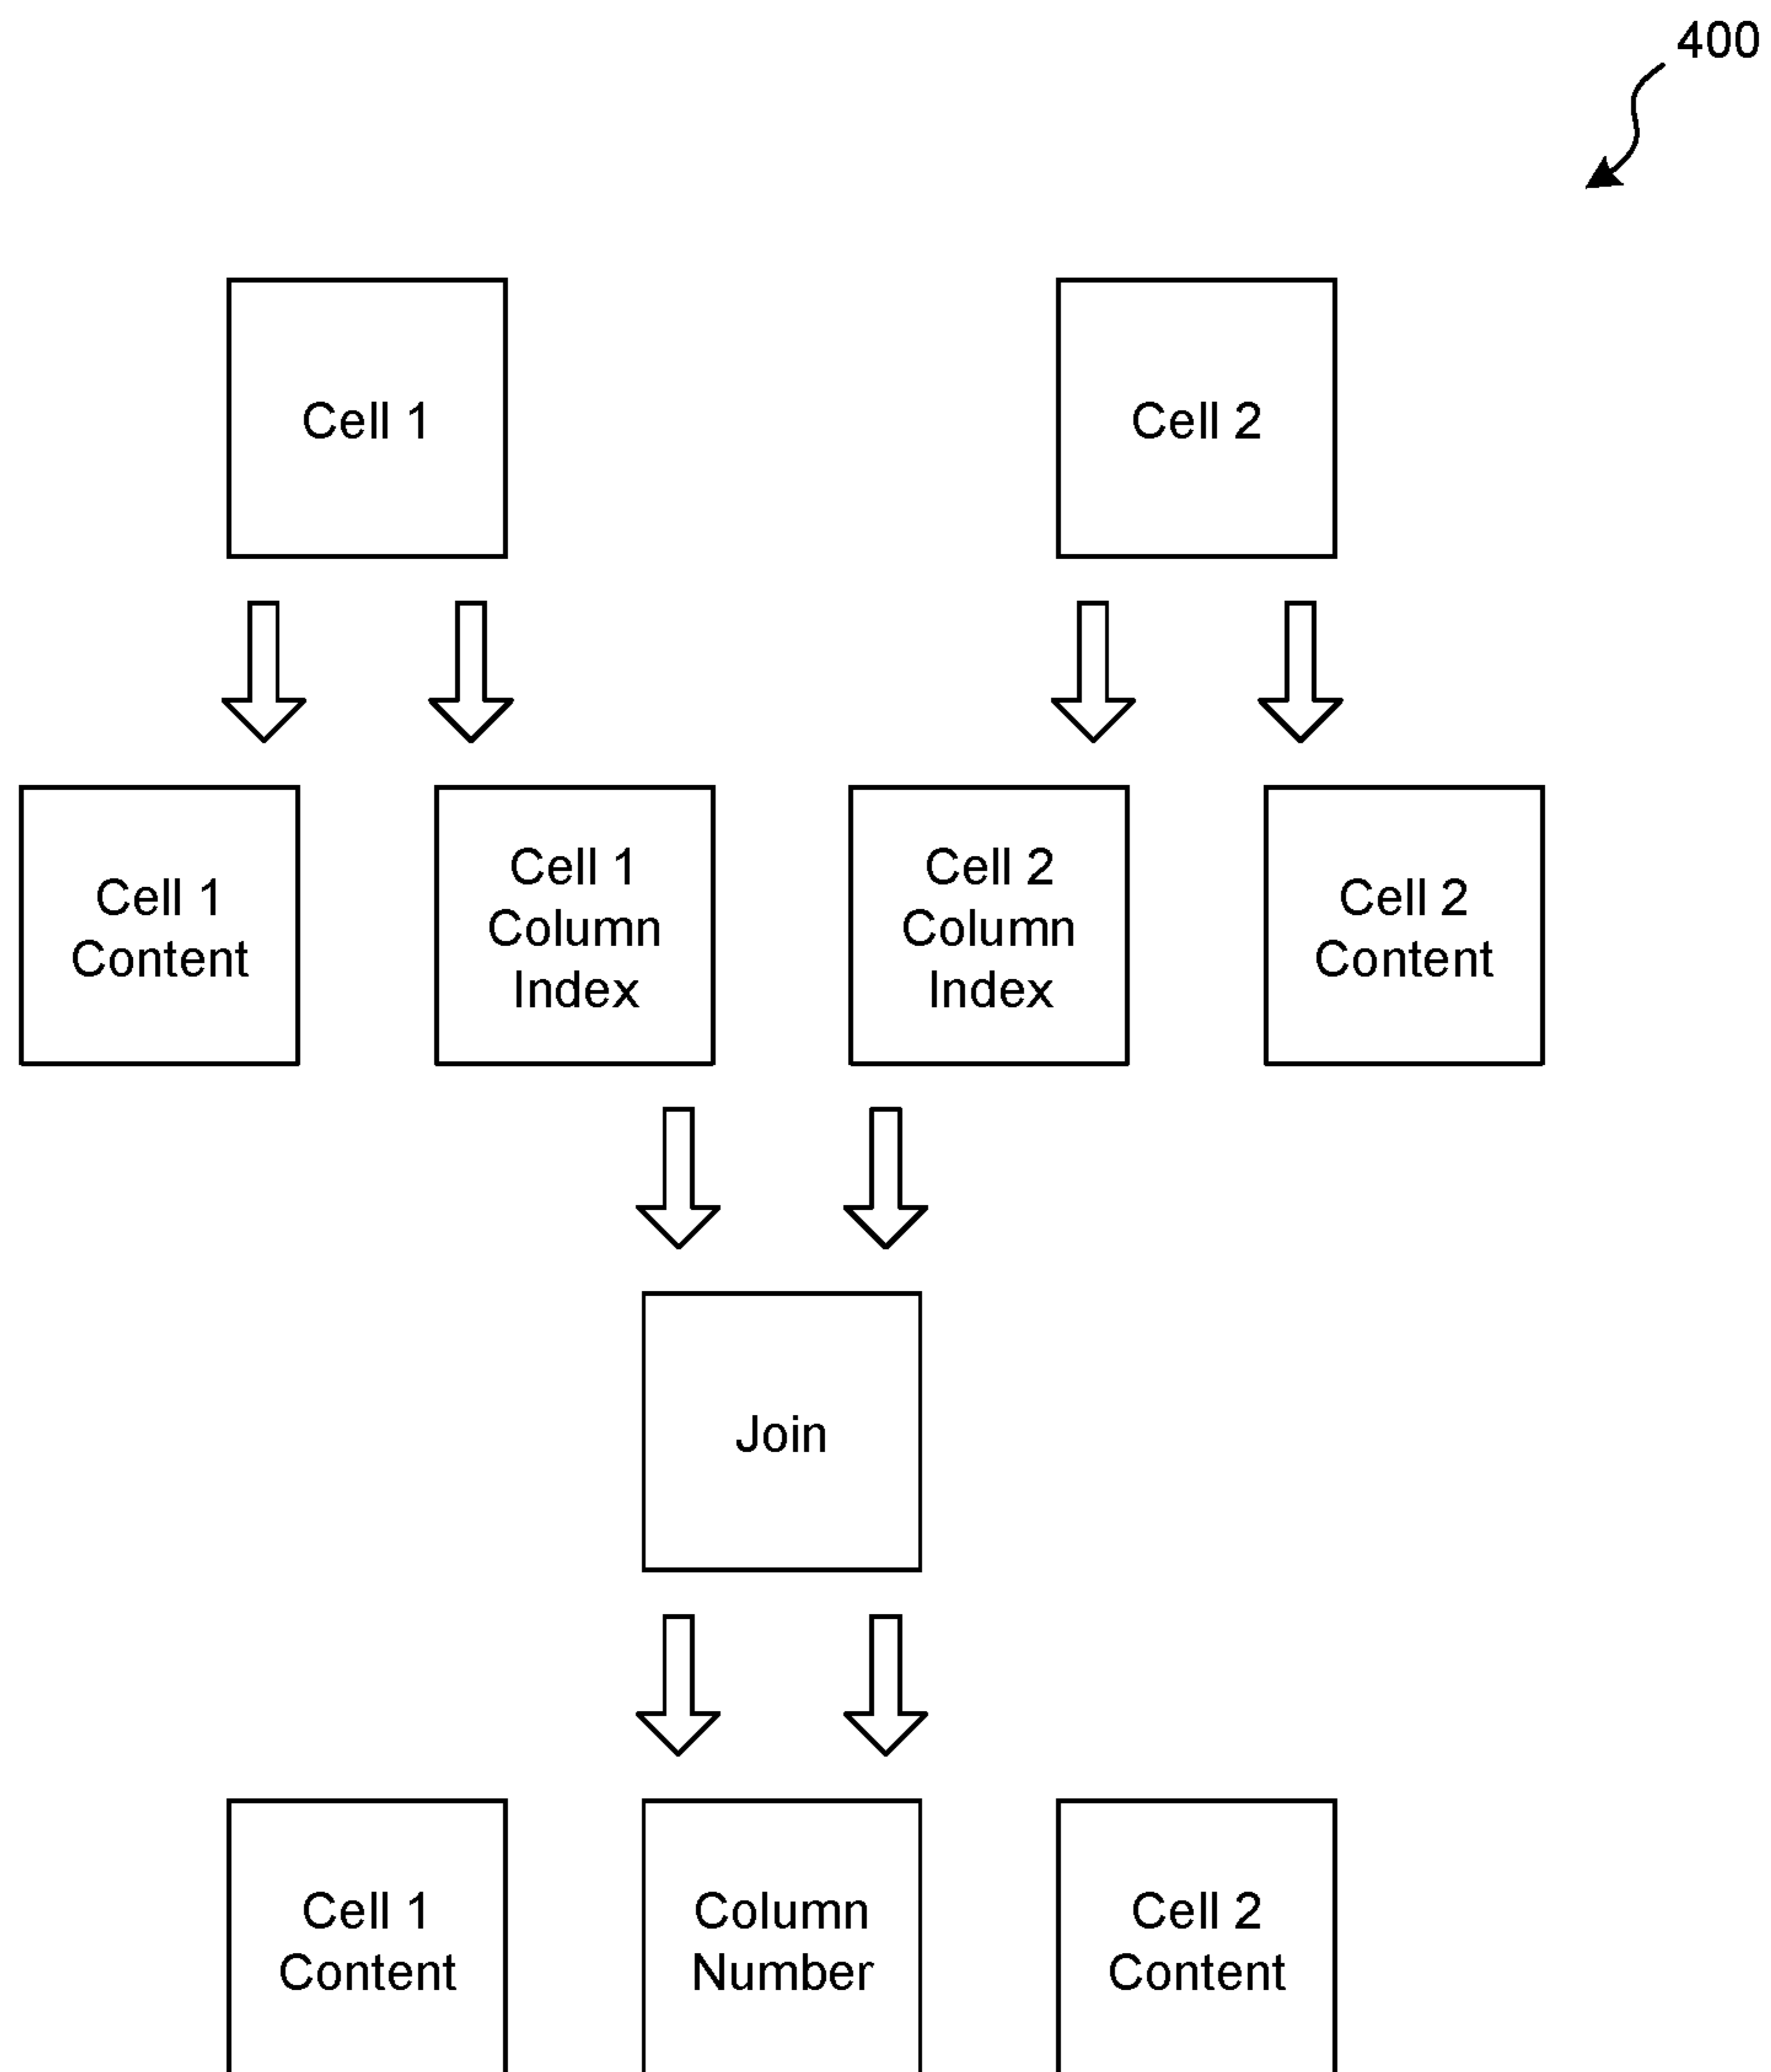 400
Cell 1
Cell 2
Cell 1
Content
Cell 1
Column
Index
Cell 2
Column
Index
Cell 2
Content
Join
Cell 1
Content
Column
Number
Cell 2
Content